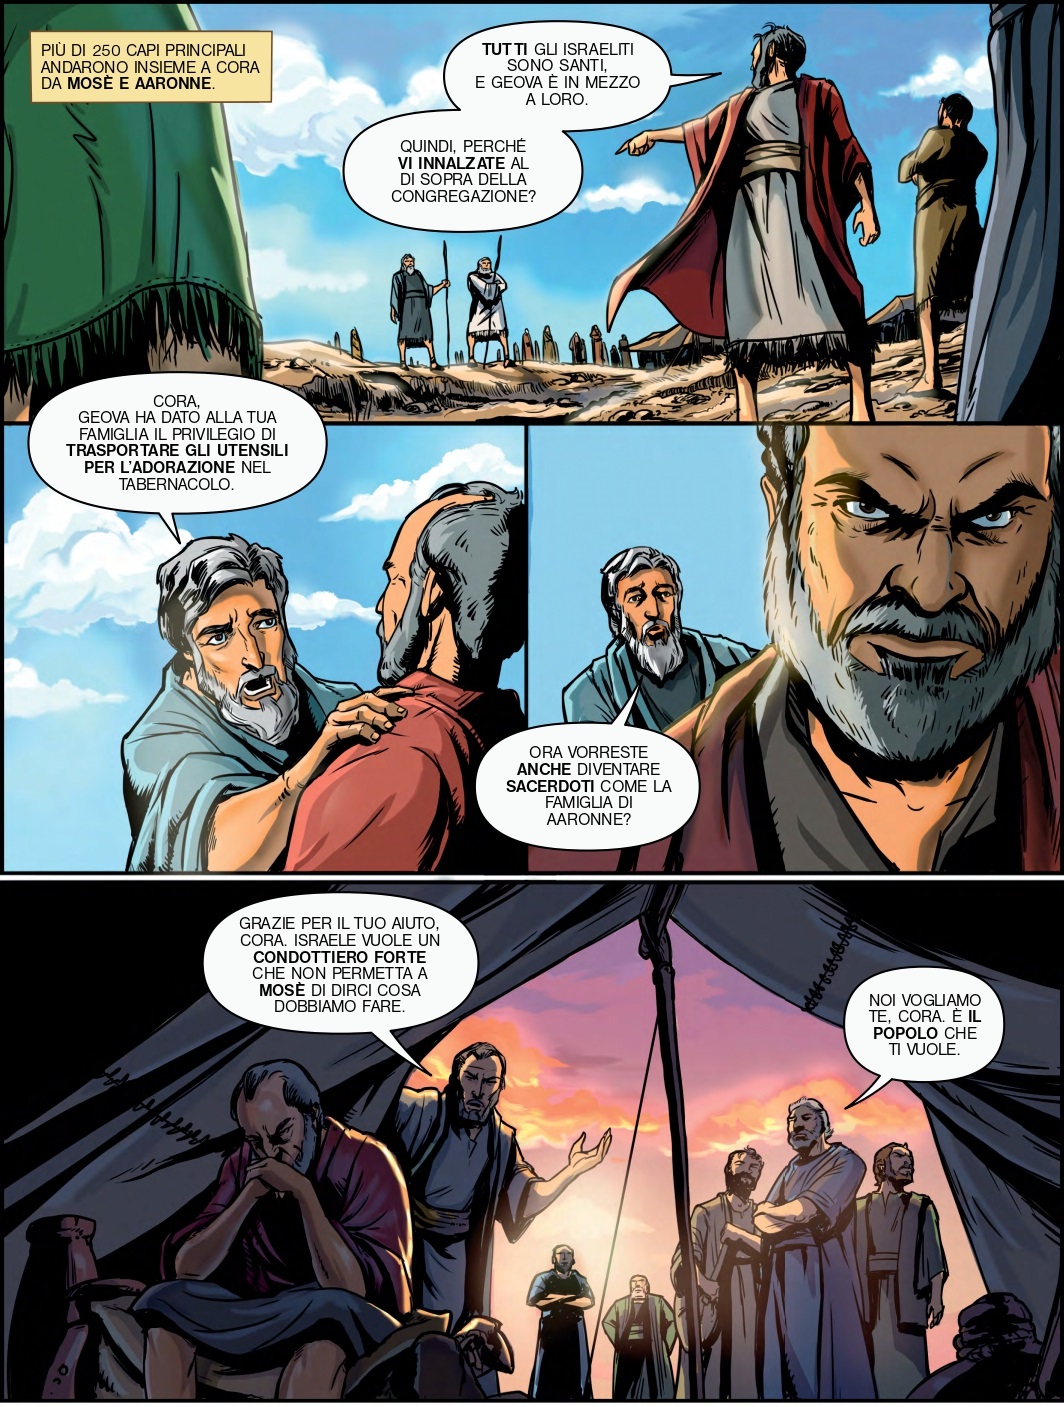 PIÙ DI 250 CAPI PRINCIPALI
ANDARONO INSIEME A CORA
DA MOSÈ E AARONNE.
TUTTI GLI ISRAELITI
SONO SANTI,
E GEOVA È IN MEZZO
A LORO.
QUINDI, PERCHÉ
VI INNALZATE AL
DI SOPRA DELLA
CONGREGAZIONE?
CORA,
GEOVA HA DATO ALLA TUA
FAMIGLIA IL PRIVILEGIO DI
TRASPORTARE GLI UTENSILI
PER L'ADORAZIONE NEL
TABERNACOLO.
ORA VORRESTE
ANCHE DIVENTARE
SACERDOTI COME LA
FAMIGLIA DI
AARONNE?
GRAZIE PER IL TUO AIUTO,
CORA. ISRAELE VUOLE UN
CONDOTTIERO FORTE
CHE NON PERMETTA A
MOSÈ DI DIRCI COSA
DOBBIAMO FARE.
NOI VOGLIAMO
TE, CORA. È IL
POPOLO CHE
TI VUOLE.